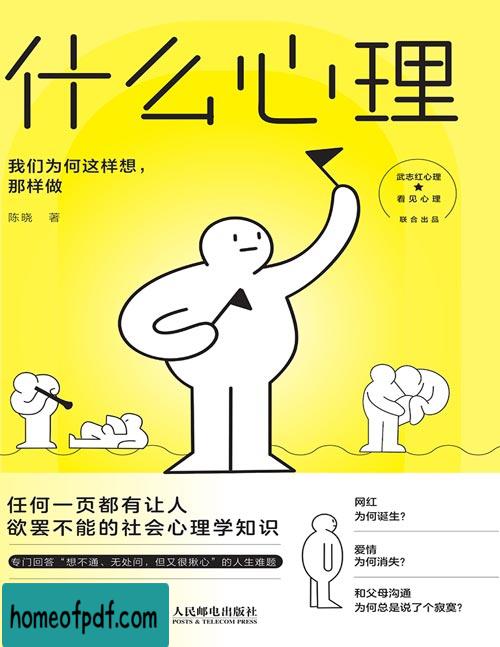 什么心理
我们为何这样想，
那样做
陈晓 著
武志红心理
★
看见心理
联合出品
任何一页都有让人
欲罢不能的社会心理学知识
专门回答“想不通、无处问，但又很揪心”的人生难题
网红
为何诞生？
爱情
为何消失？
和父母沟通
为何总是说了个寂寞？
人民邮电出版社
POSTS & TELECOM PRESS
homeofpdf.com